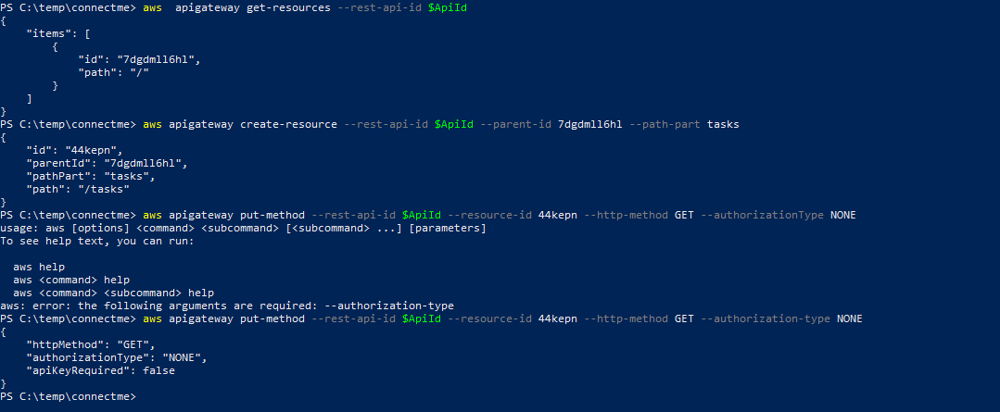 PS C:\temp\connectme> aws  apigateway get-resources --rest-api-id $ApiId
{
    "items": [
        {
            "id": "7dgdmll6hl",
            "path": "/"
        }
    ]
}
PS C:\temp\connectme> aws apigateway create-resource --rest-api-id $ApiId --parent-id 7dgdmll6hl --path-part tasks
{
    "id": "44kepn",
    "parentId": "7dgdmll6hl",
    "pathPart": "tasks",
    "path": "/tasks"
}
PS C:\temp\connectme> aws apigateway put-method --rest-api-id $ApiId --resource-id 44kepn --http-method GET --authorizationType NONE
usage: aws [options] <command> <subcommand> [<subcommand> ...] [parameters]
To see help text, you can run:

  aws help
  aws <command> help
  aws <command> <subcommand> help
aws: error: the following arguments are required: --authorization-type
PS C:\temp\connectme> aws apigateway put-method --rest-api-id $ApiId --resource-id 44kepn --http-method GET --authorization-type NONE
{
    "httpMethod": "GET",
    "authorizationType": "NONE",
    "apiKeyRequired": false
}
PS C:\temp\connectme>